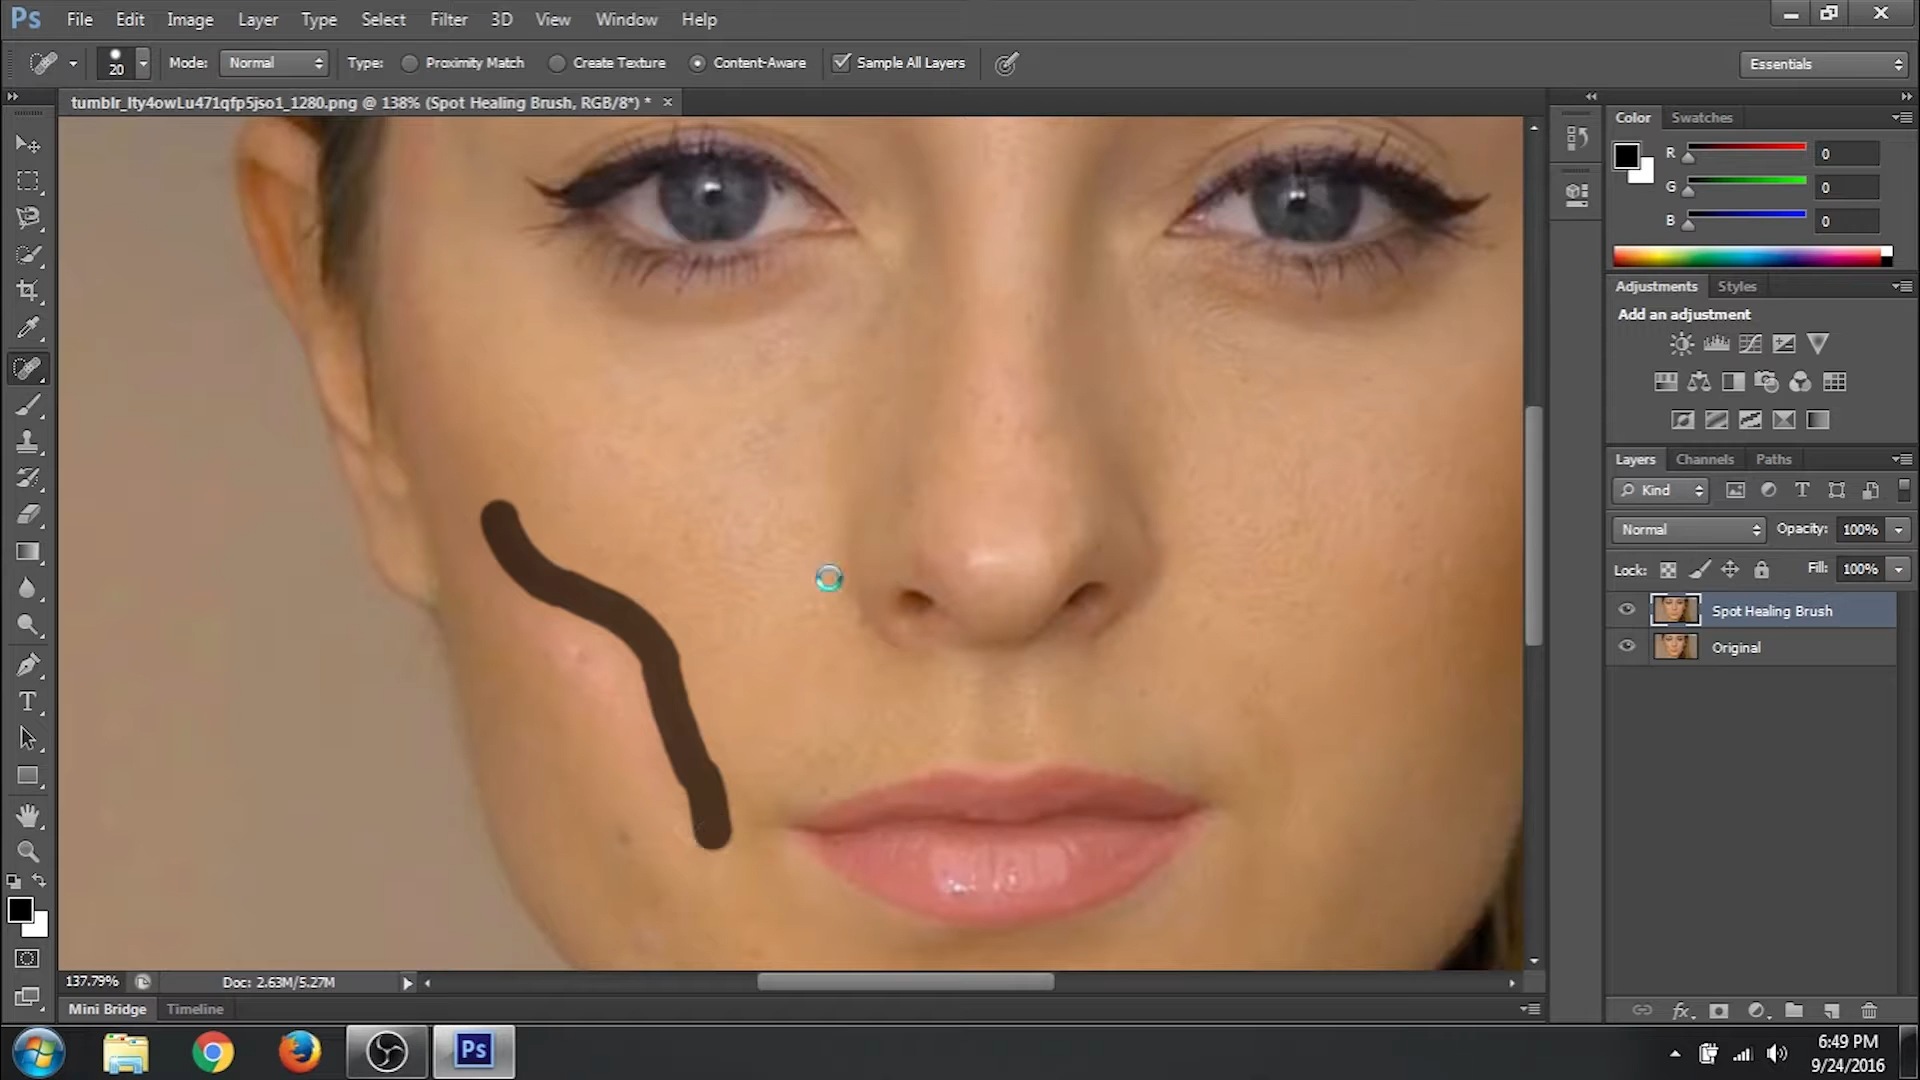 Ps File Edit Image Layer Type Select Filter 3D View Window Help
20 Mode: Normal Type: Proximity Match Create Texture Content-Aware Sample All Layers Essentials
tumblr_lty4owLu471qfp5jso1_1280.png @ 138% (Spot Healing Brush, RGB/8*) *
Color Swatches
R 0
G 0
B 0
Adjustments Styles
Add an adjustment
Layers Channels Paths
Kind
Normal Opacity: 100%
Lock: Fill: 100%
Spot Healing Brush
Original
137.79% Doc: 2.63M/5.27M
Mini Bridge Timeline
Ps
6:49 PM
9/24/2016